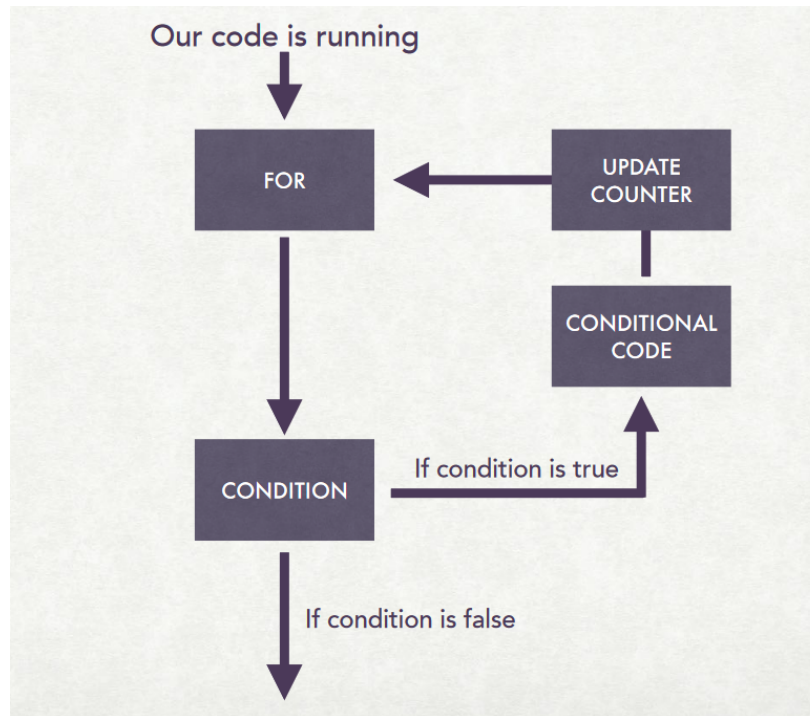 Our code is running
FOR
UPDATE
COUNTER
CONDITIONAL
CODE
If condition is true
CONDITION
If condition is false